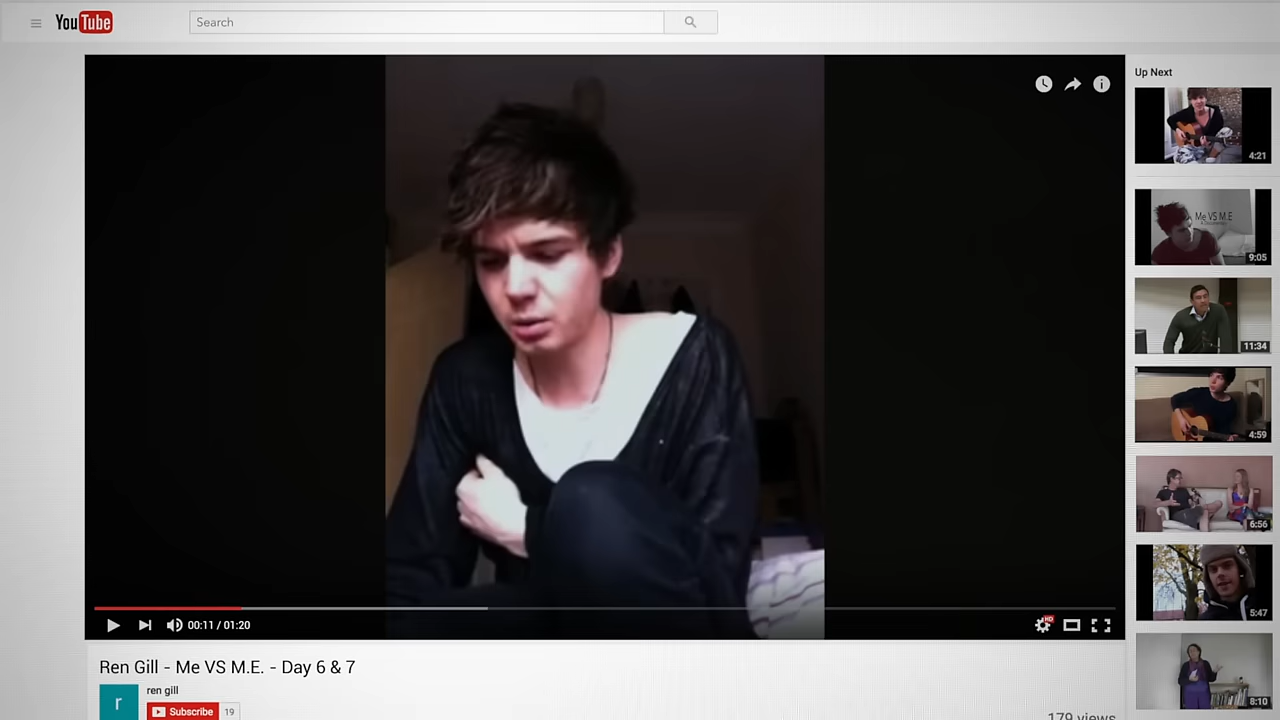 YouTube
Search
Up Next
4:21
Me VS M.E
9:05
11:34
4:59
6:56
5:47
8:10
HD
00:11 / 01:20
Ren Gill - Me VS M.E. - Day 6 & 7
r
ren gill
Subscribe
19
179 views